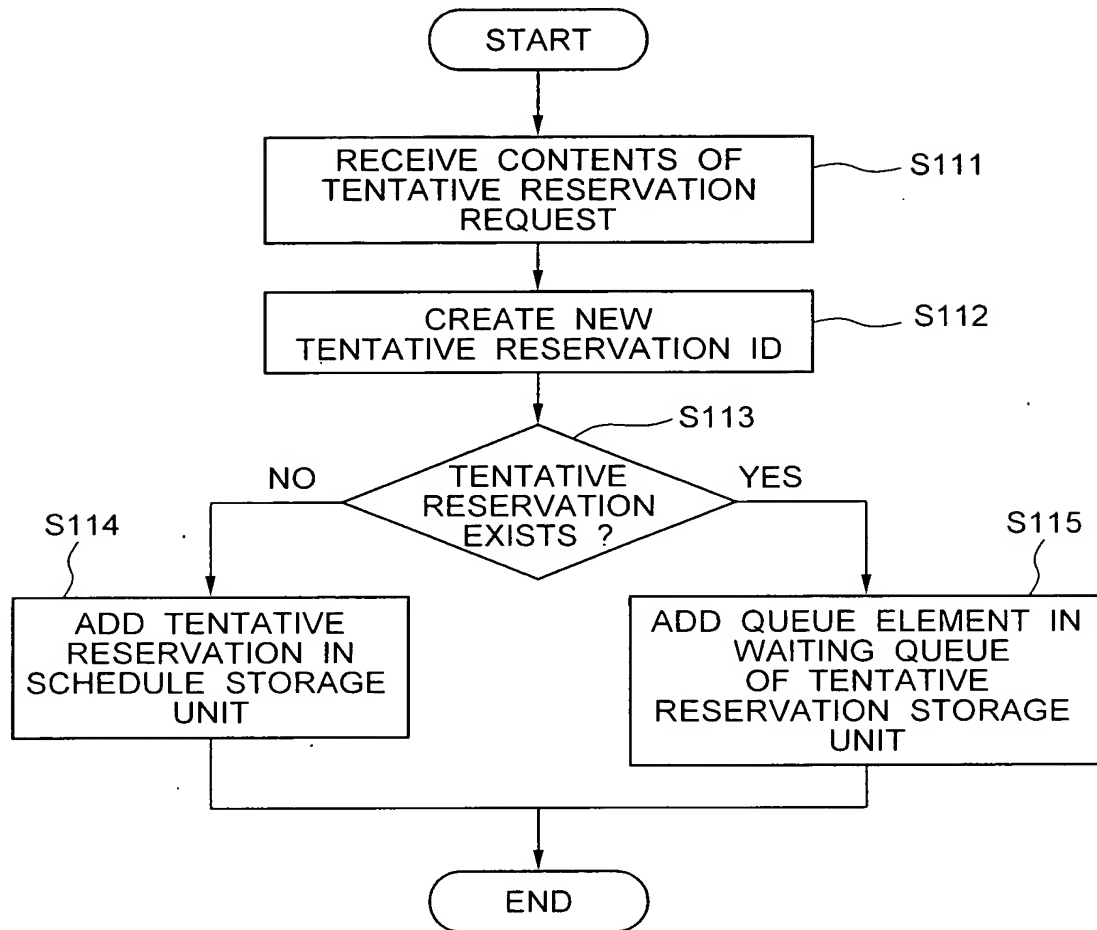 START
RECEIVE CONTENTS OF
TENTATIVE RESERVATION
REQUEST
S111
CREATE NEW
TENTATIVE RESERVATION ID
S112
S113
NO
TENTATIVE
RESERVATION
EXISTS ?
YES
S114
S115
ADD TENTATIVE
RESERVATION IN
SCHEDULE STORAGE
UNIT
ADD QUEUE ELEMENT IN
WAITING QUEUE
OF TENTATIVE
RESERVATION STORAGE
UNIT
END